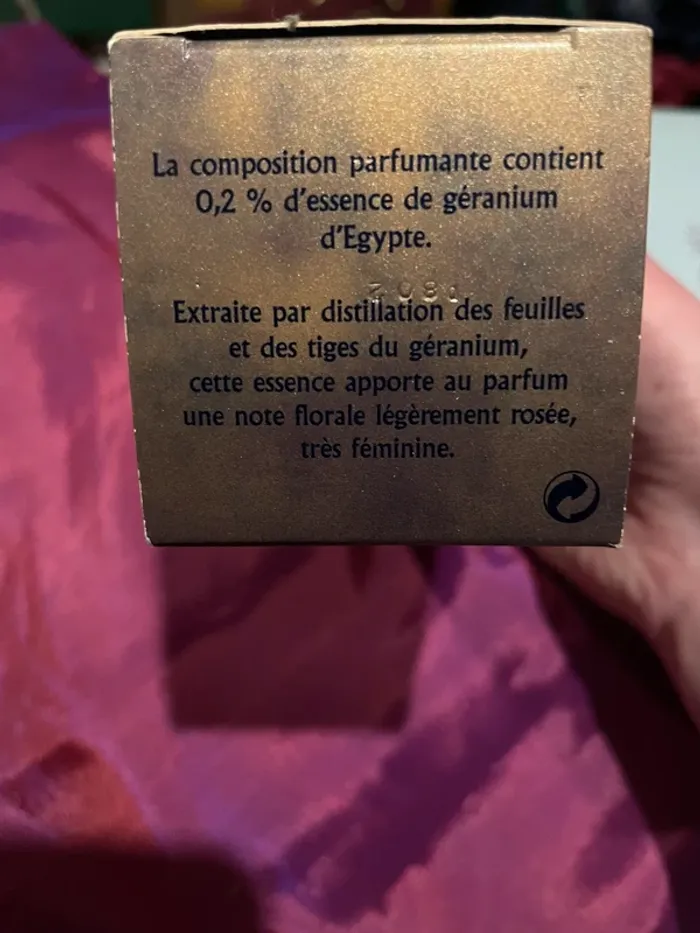 La composition parfumante contient
0,2 % d'essence de géranium
d'Egypte.
Extraite par distillation des feuilles
et des tiges du géranium,
cette essence apporte au parfum
une note florale légèrement rosée,
très féminine.